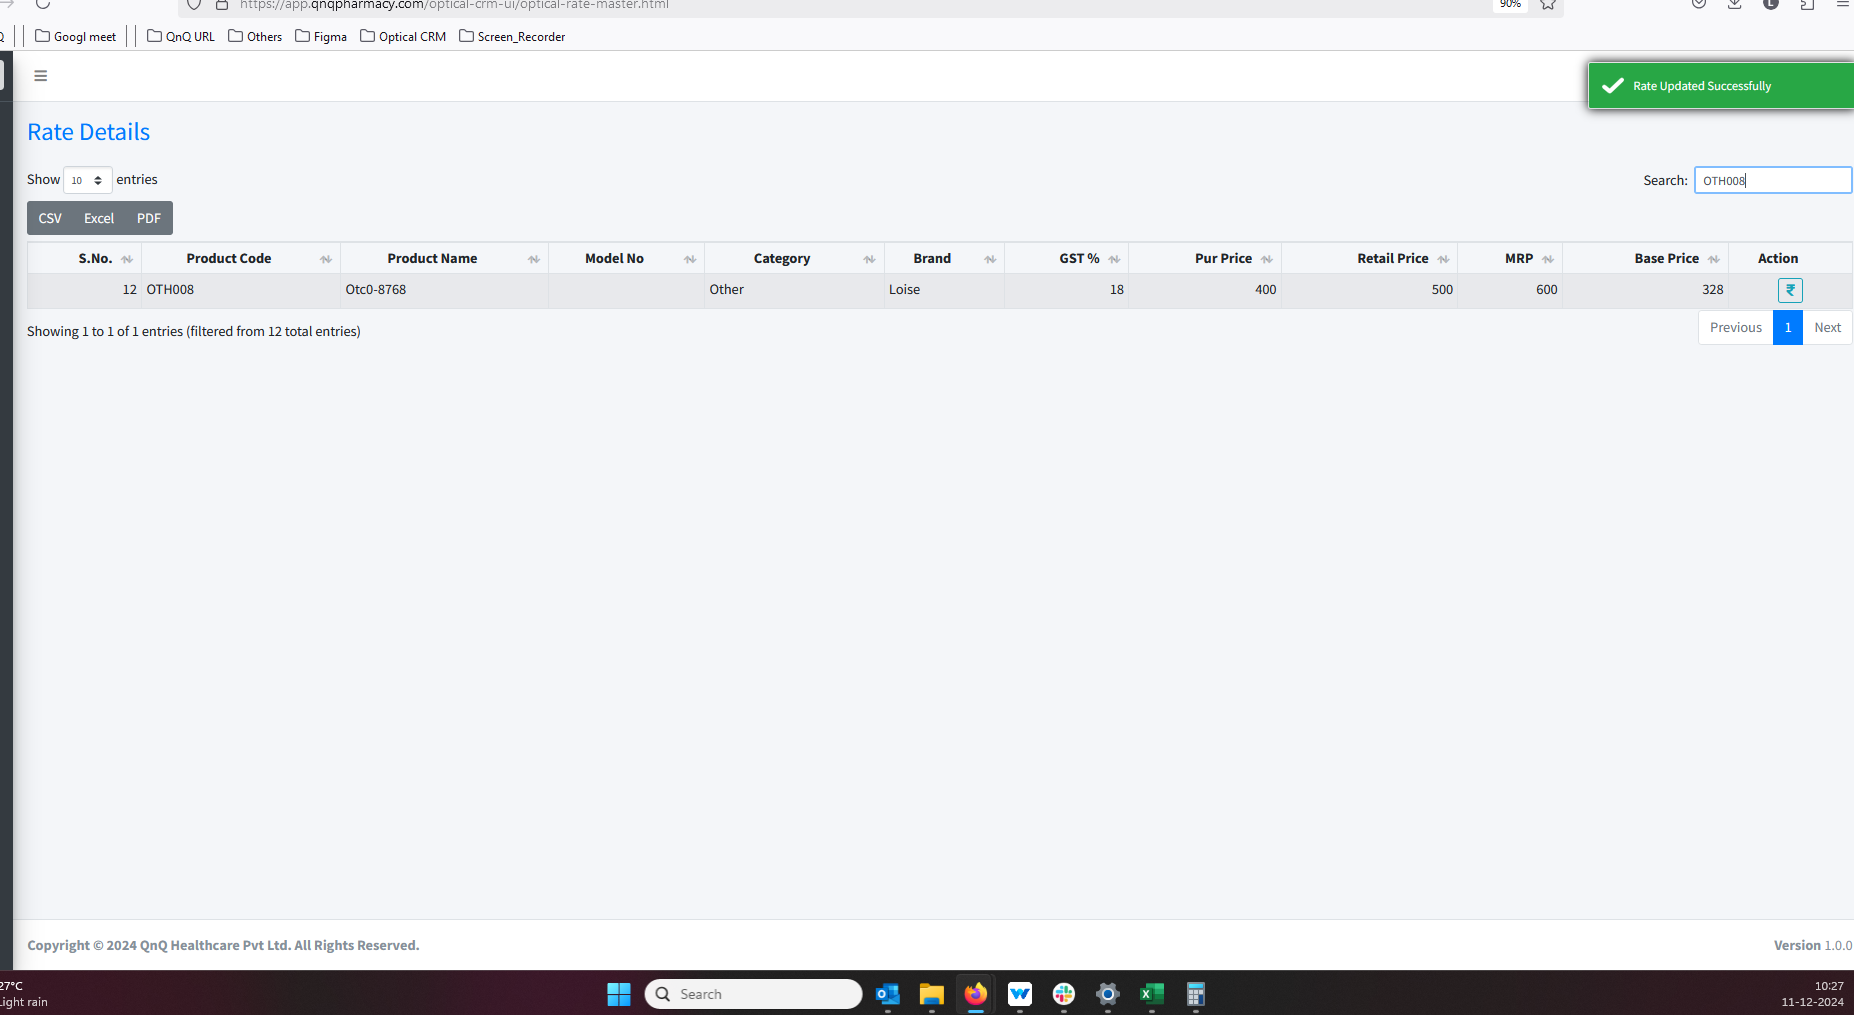 https://app.qnqpharmacy.com/optical-crm-ui/optical-rate-master.html 90% L
Googl meet QnQ URL Others Figma Optical CRM Screen_Recorder
Rate Updated Successfully
Rate Details
Show 10 entries Search: OTH008
CSV Excel PDF
S.No. Product Code Product Name Model No Category Brand GST % Pur Price Retail Price MRP Base Price Action
12 OTH008 Otc0-8768 Other Loise 18 400 500 600 328 ₹
Showing 1 to 1 of 1 entries (filtered from 12 total entries) Previous 1 Next
Copyright © 2024 QnQ Healthcare Pvt Ltd. All Rights Reserved. Version 1.0.0
27°C Search 10:27
Light rain 11-12-2024